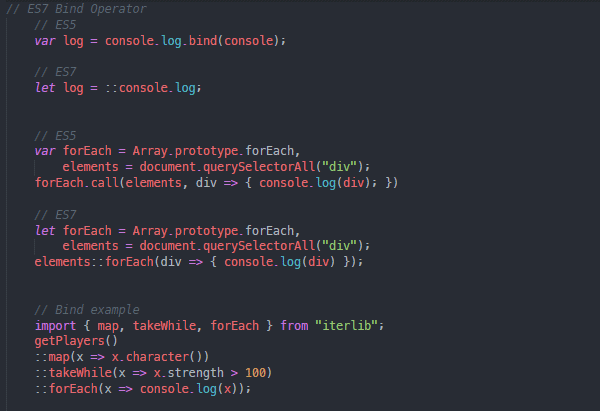 // ES7 Bind Operator
// ES5
var log = console.log.bind(console);
// ES7
let log = ::console.log;
// ES5
var forEach = Array.prototype.forEach,
elements = document.querySelectorAll("div");
forEach.call(elements, div => { console.log(div); })
// ES7
let forEach = Array.prototype.forEach,
elements = document.querySelectorAll("div");
elements::forEach(div => { console.log(div) });
// Bind example
import { map, takeWhile, forEach } from "iterlib";
getPlayers()
::map(x => x.character())
::takeWhile(x => x.strength > 100)
::forEach(x => console.log(x));